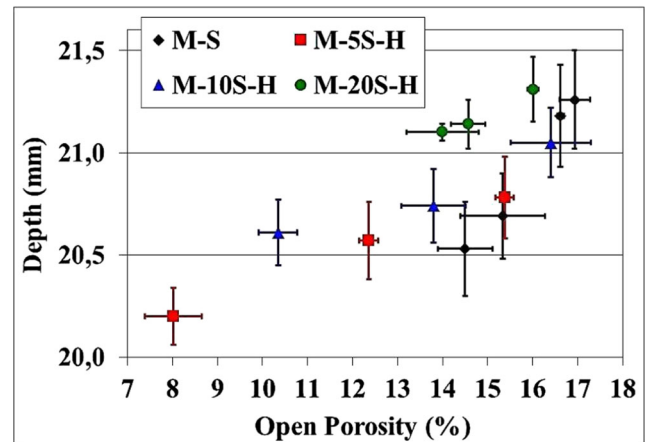 M-S M-5S-H
M-10S-H M-20S-H
21,5
21,0
20,5
20,0
Depth (mm)
7 8 9 10 11 12 13 14 15 16 17 18
Open Porosity (%)